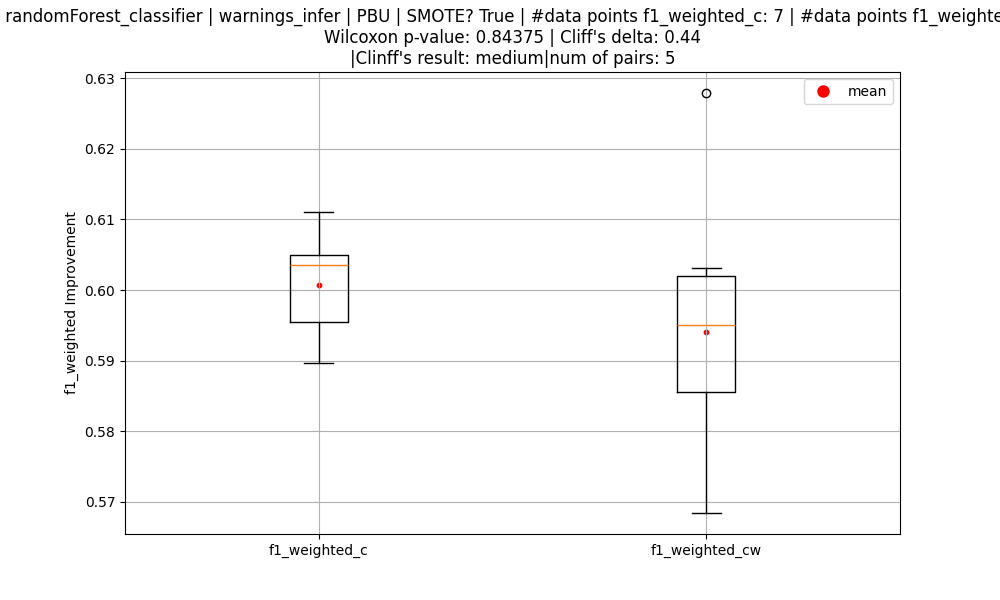 randomForest_classifier | warnings_infer | PBU | SMOTE? True | #data points f1_weighted_c: 7 | #data points f1_weighte
Wilcoxon p-value: 0.84375 | Cliff's delta: 0.44
|Clinff's result: medium|num of pairs: 5
mean
0.63
0.62
0.61
0.60
0.59
0.58
0.57
f1_weighted Improvement
f1_weighted_c
f1_weighted_cw